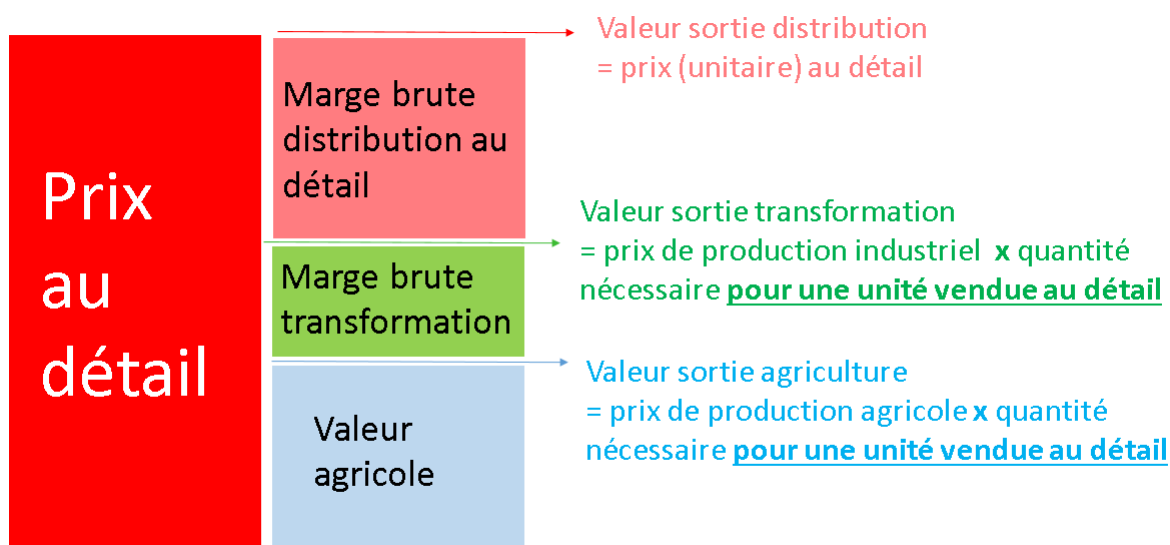 Prix
au
détail
Marge brute
distribution au
détail
Marge brute
transformation
Valeur
agricole
Valeur sortie distribution
= prix (unitaire) au détail
Valeur sortie transformation
= prix de production industriel x quantité
nécessaire pour une unité vendue au détail
Valeur sortie agriculture
= prix de production agricole x quantité
nécessaire pour une unité vendue au détail